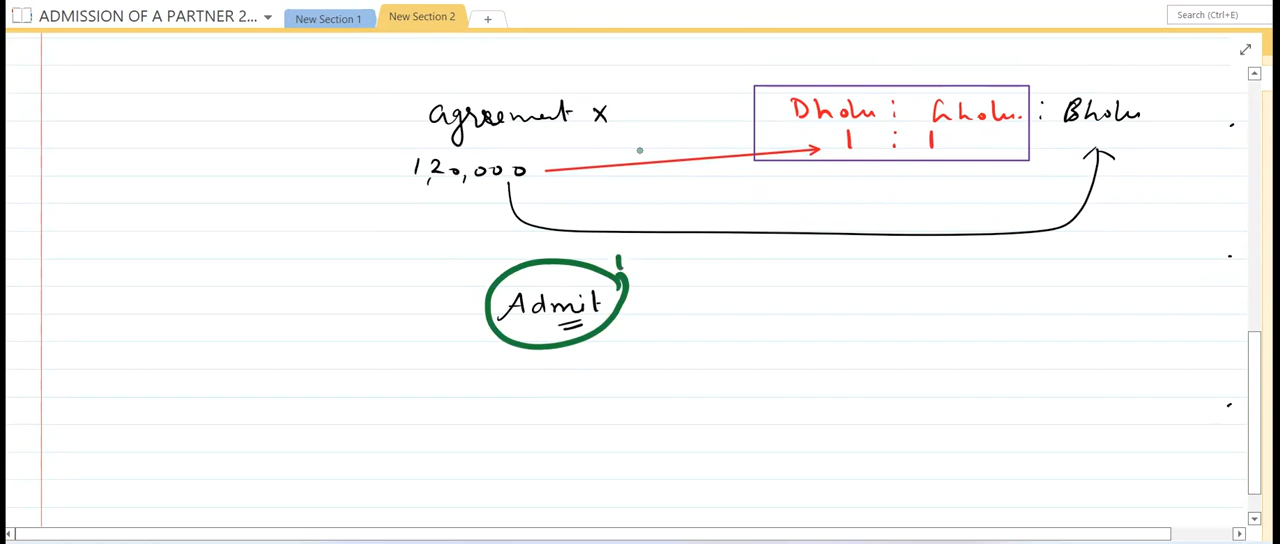 ADMISSION OF A PARTNER 2...
New Section 1
New Section 2
+
Search (Ctrl+E)
agreement x
Dholu : Gholu. : Bholu
1 : 1
1,20,000
Admit